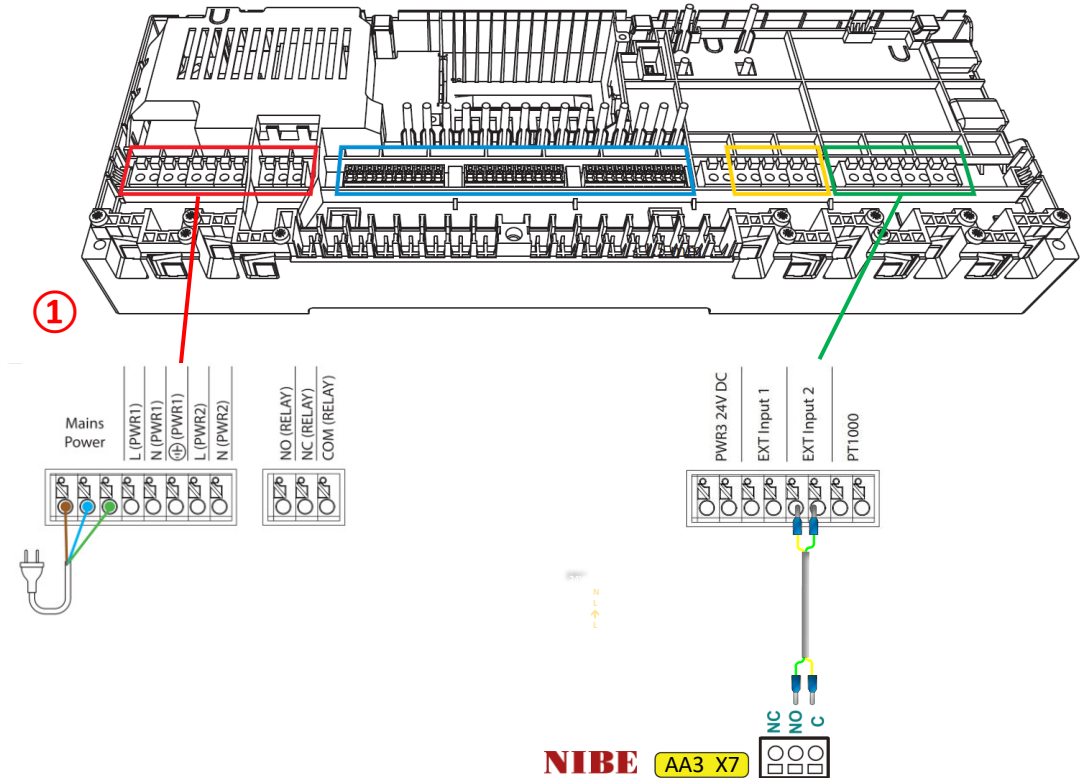 ①
Mains
Power
L (PWR1)
N (PWR1)
⏚ (PWR1)
L (PWR2)
N (PWR2)
NO (RELAY)
NC (RELAY)
COM (RELAY)
PWR3 24V DC
EXT Input 1
EXT Input 2
PT1000
NC
NO
C
NIBE
AA3 X7